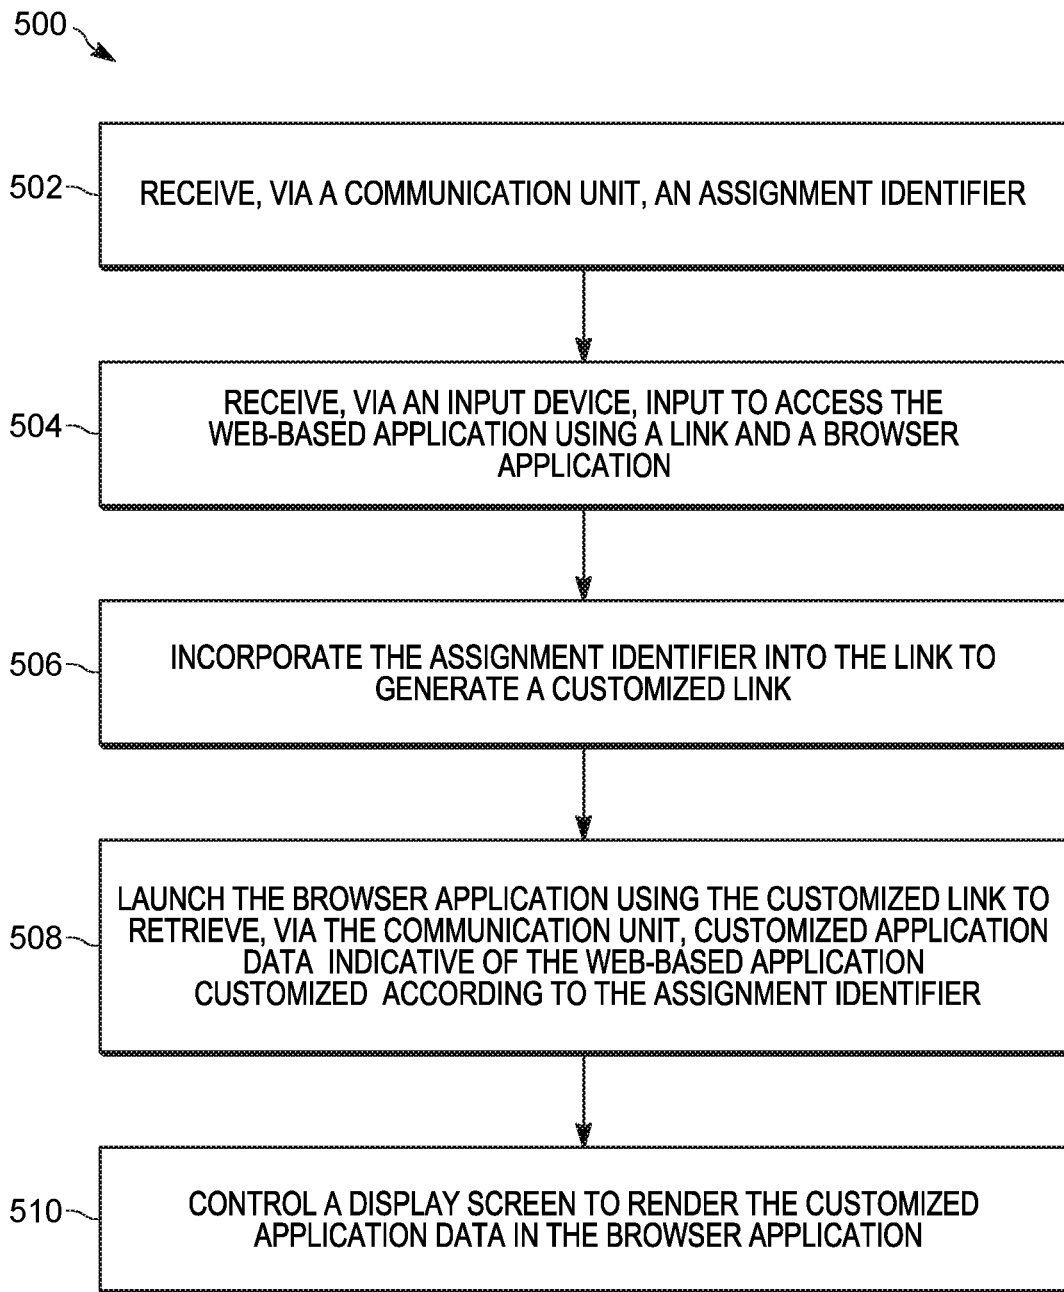 500
502
RECEIVE, VIA A COMMUNICATION UNIT, AN ASSIGNMENT IDENTIFIER
504
RECEIVE, VIA AN INPUT DEVICE, INPUT TO ACCESS THE
WEB-BASED APPLICATION USING A LINK AND A BROWSER
APPLICATION
506
INCORPORATE THE ASSIGNMENT IDENTIFIER INTO THE LINK TO
GENERATE A CUSTOMIZED LINK
508
LAUNCH THE BROWSER APPLICATION USING THE CUSTOMIZED LINK TO
RETRIEVE, VIA THE COMMUNICATION UNIT, CUSTOMIZED APPLICATION
DATA INDICATIVE OF THE WEB-BASED APPLICATION
CUSTOMIZED ACCORDING TO THE ASSIGNMENT IDENTIFIER
510
CONTROL A DISPLAY SCREEN TO RENDER THE CUSTOMIZED
APPLICATION DATA IN THE BROWSER APPLICATION